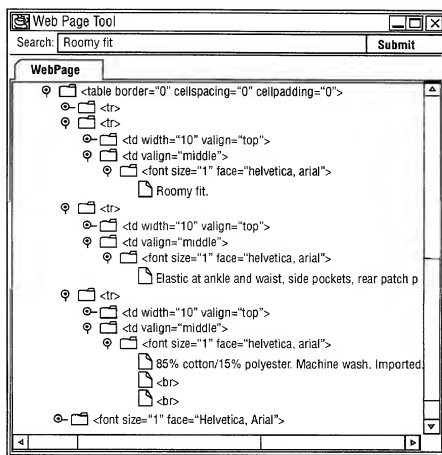 Web Page Tool
Search: Roomy fit Submit
WebPage
<table border="0" cellspacing="0" cellpadding="0">
<tr>
<tr>
<td width="10" valign="top">
<td valign="middle">
<font size="1" face="helvetica, arial">
Roomy fit.
<tr>
<td width="10" valign="top">
<td valign="middle">
<font size="1" face="helvetica, arial">
Elastic at ankle and waist, side pockets, rear patch p
<tr>
<td width="10" valign="top">
<td valign="middle">
<font size="1" face="helvetica, arial">
85% cotton/15% polyester. Machine wash. Imported.
<br>
<br>
<font size="1" face="Helvetica, Arial">